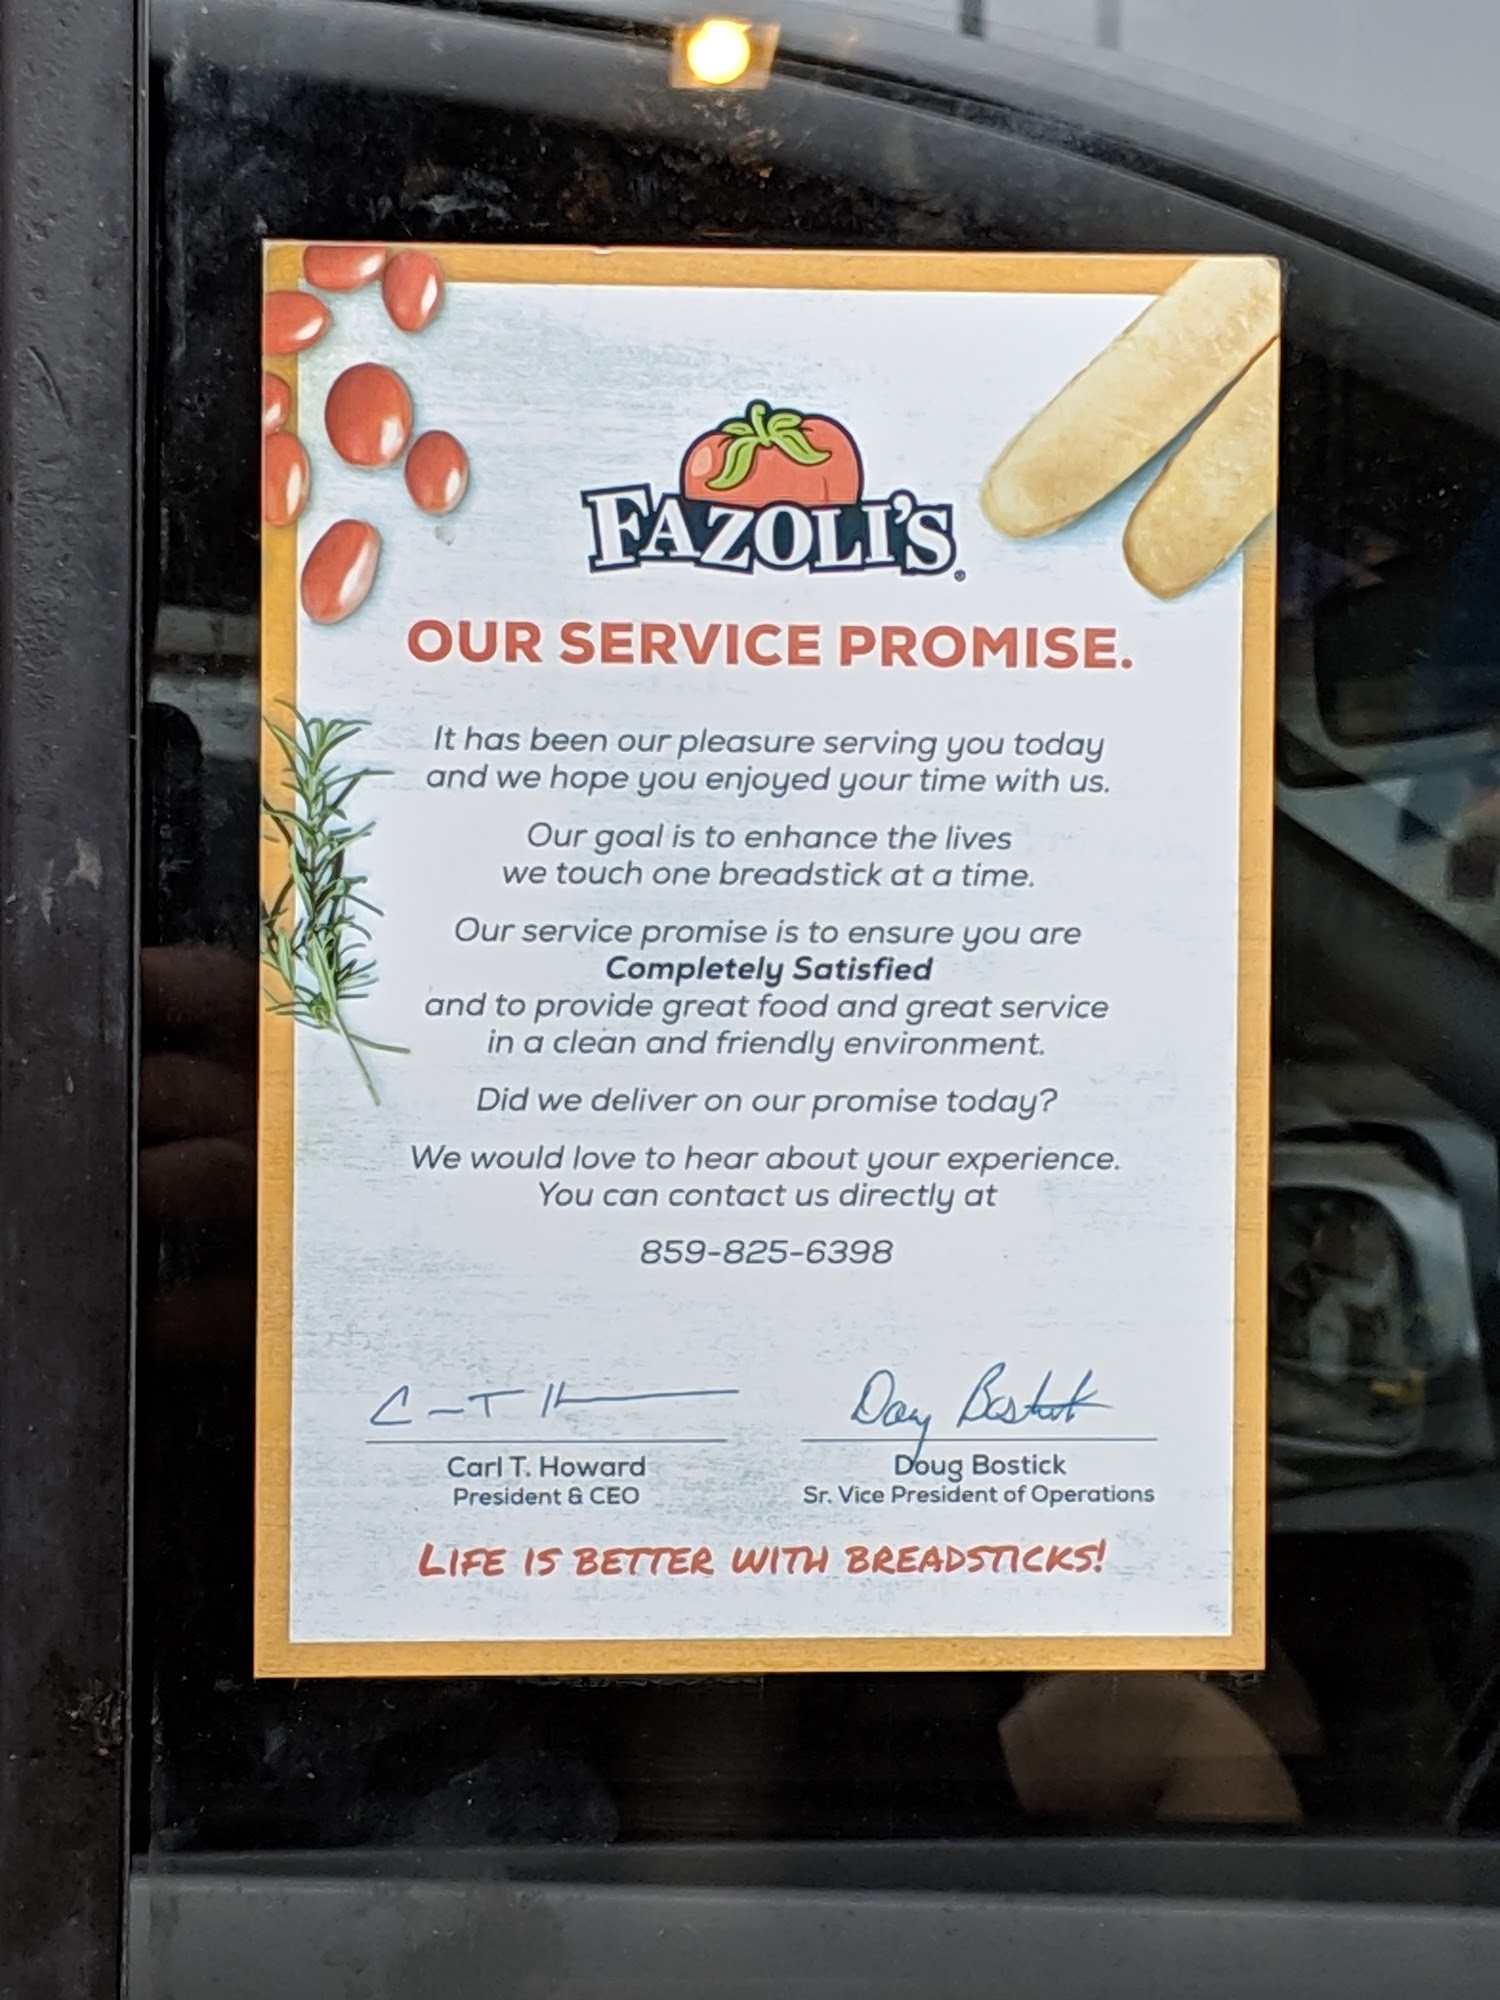 FAZOLI'S®
OUR SERVICE PROMISE.
It has been our pleasure serving you today
and we hope you enjoyed your time with us.
Our goal is to enhance the lives
we touch one breadstick at a time.
Our service promise is to ensure you are
Completely Satisfied
and to provide great food and great service
in a clean and friendly environment.
Did we deliver on our promise today?
We would love to hear about your experience.
You can contact us directly at
859-825-6398
Doug Bostick
Carl T. Howard Doug Bostick
President & CEO Sr. Vice President of Operations
LIFE IS BETTER WITH BREADSTICKS!